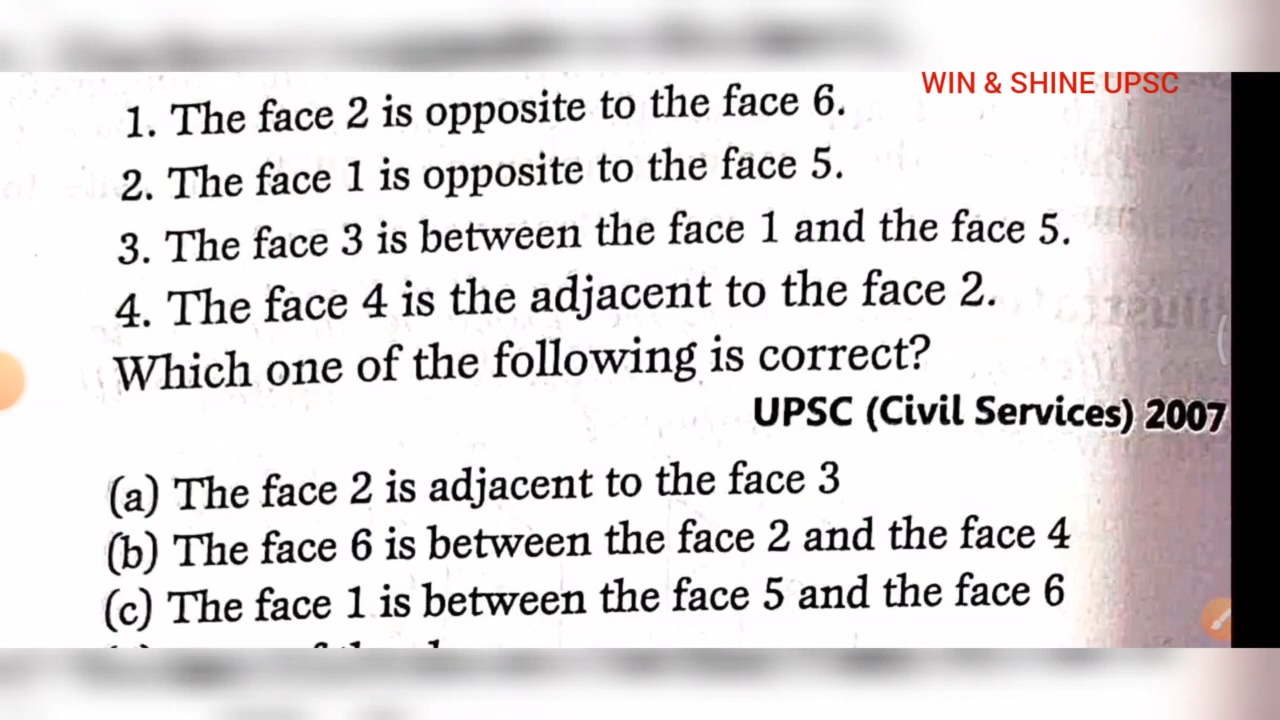 WIN & SHINE UPSC
1. The face 2 is opposite to the face 6.
2. The face 1 is opposite to the face 5.
3. The face 3 is between the face 1 and the face 5.
4. The face 4 is the adjacent to the face 2.
Which one of the following is correct?
UPSC (Civil Services) 2007
(a) The face 2 is adjacent to the face 3
(b) The face 6 is between the face 2 and the face 4
(c) The face 1 is between the face 5 and the face 6